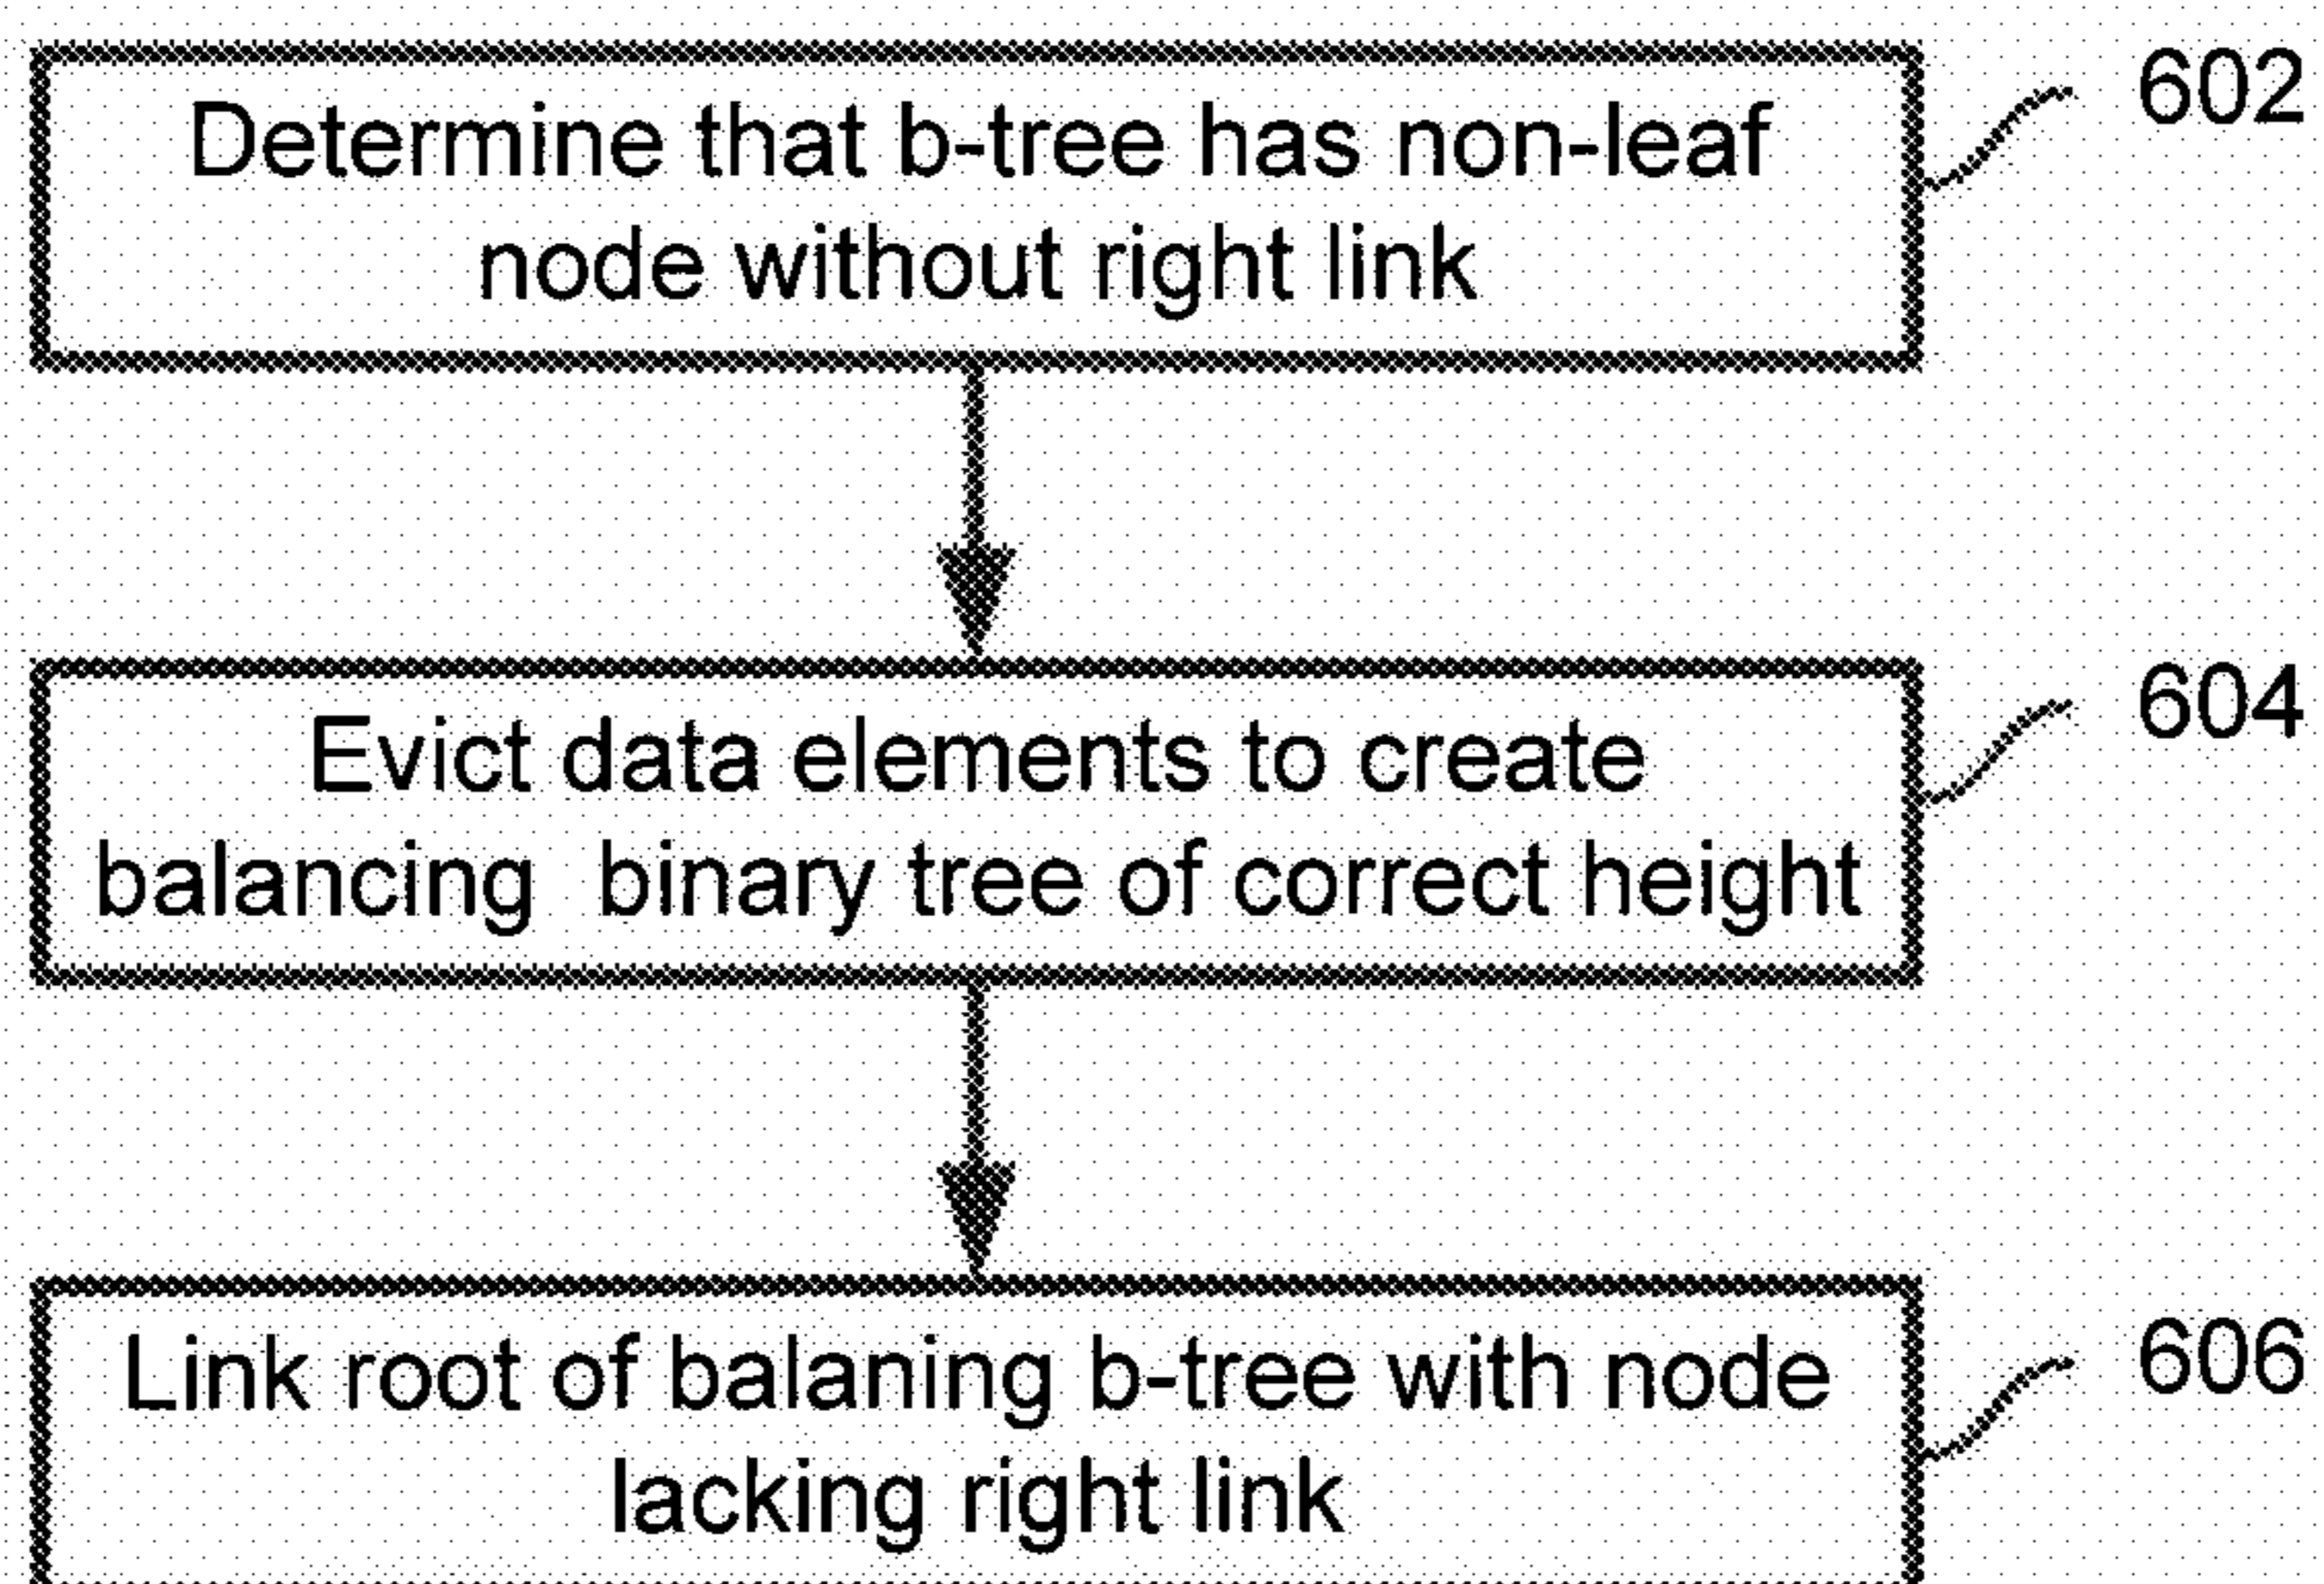 Determine that b-tree has non-leaf
node without right link
602
Evict data elements to create
balancing binary tree of correct height
604
Link root of balaning b-tree with node
lacking right link
606